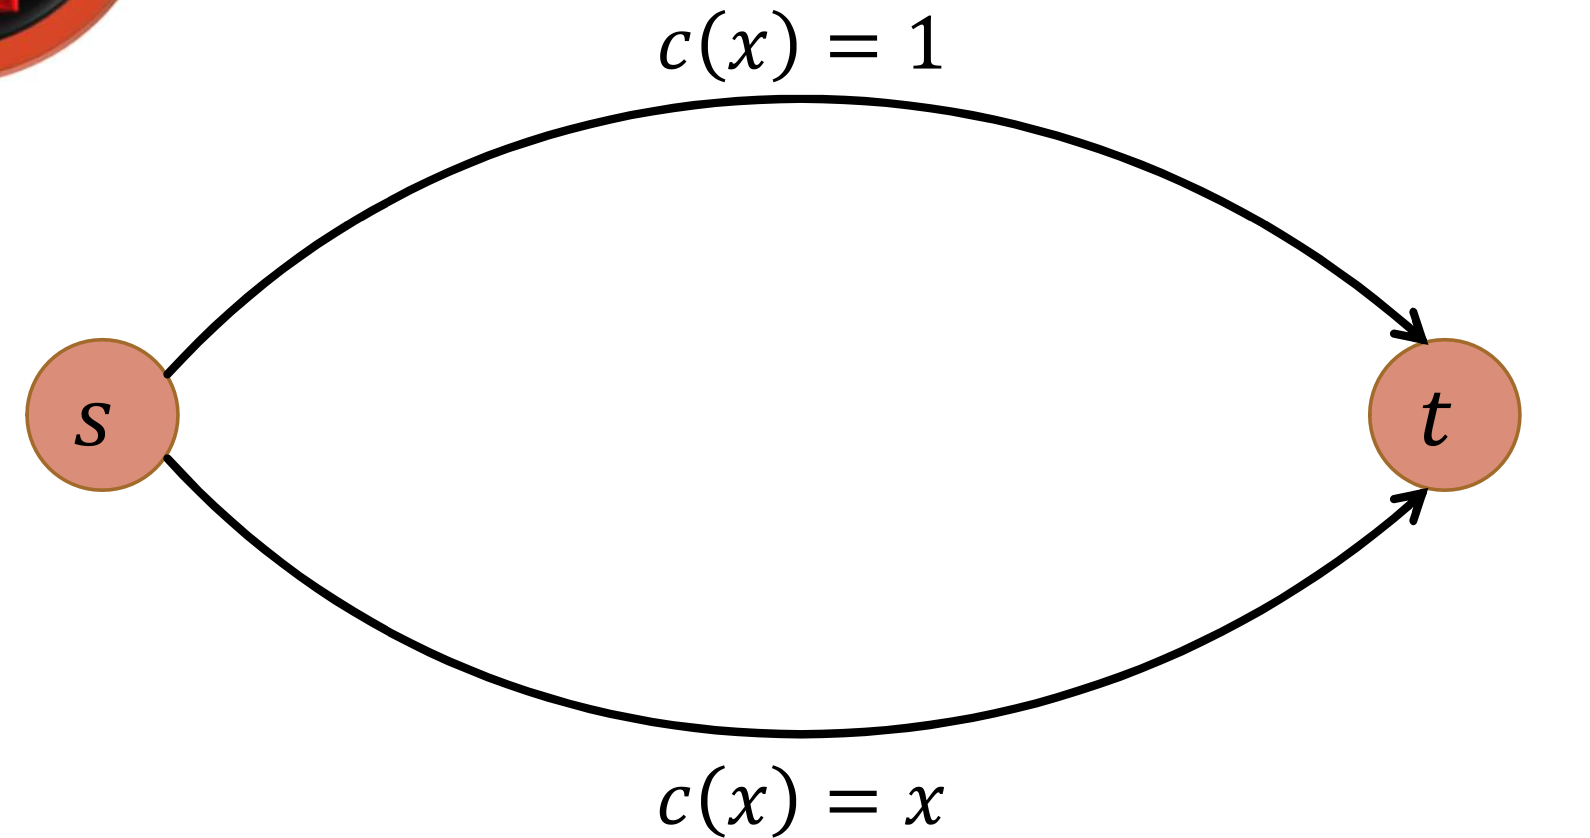 c(x) = 1
s
t
c(x) = x